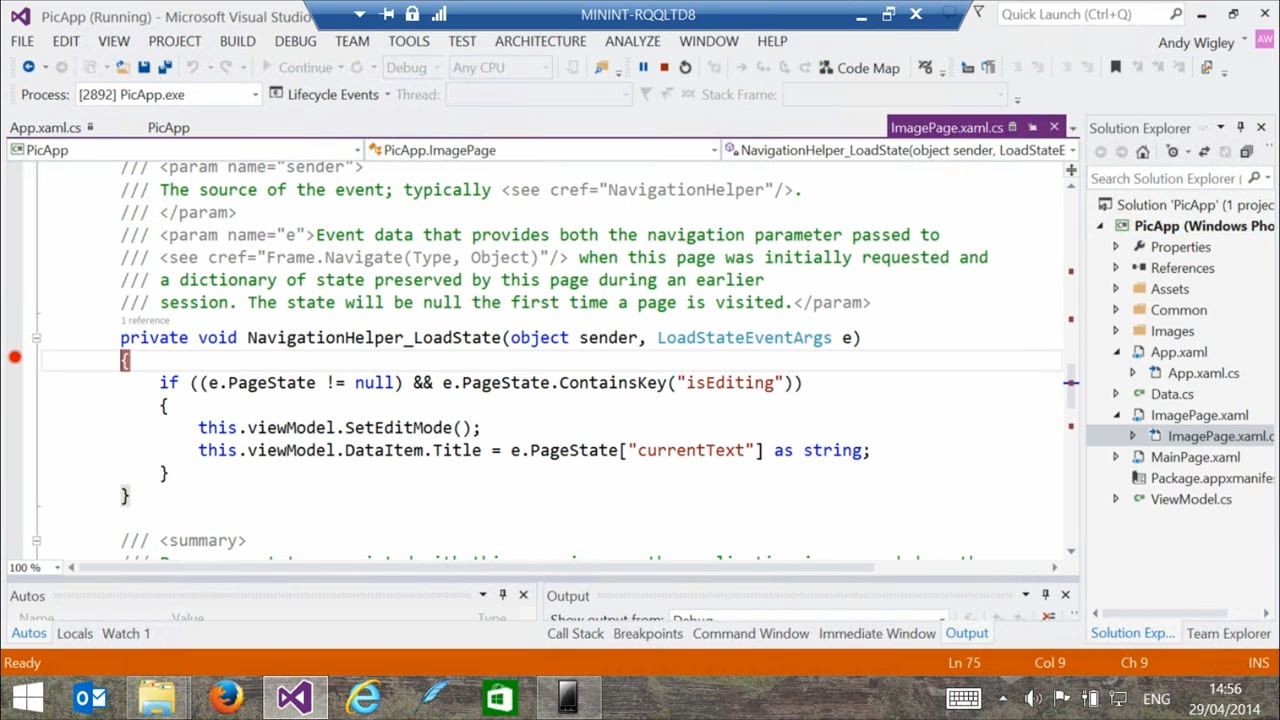 PicApp (Running) - Microsoft Visual Studio
MININT-RQQLTD8
Quick Launch (Ctrl+Q)
FILE EDIT VIEW PROJECT BUILD DEBUG TEAM TOOLS TEST ARCHITECTURE ANALYZE WINDOW HELP
Andy Wigley AW
Continue Debug Any CPU Code Map
Process: [2892] PicApp.exe Lifecycle Events Thread: Stack Frame:
App.xaml.cs PicApp ImagePage.xaml.cs
PicApp PicApp.ImagePage NavigationHelper_LoadState(object sender, LoadStateE
/// <param name="sender">
/// The source of the event; typically <see cref="NavigationHelper"/>.
/// </param>
/// <param name="e">Event data that provides both the navigation parameter passed to
/// <see cref="Frame.Navigate(Type, Object)"/> when this page was initially requested and
/// a dictionary of state preserved by this page during an earlier
/// session. The state will be null the first time a page is visited.</param>
1 reference
private void NavigationHelper_LoadState(object sender, LoadStateEventArgs e)
{
if ((e.PageState != null) && e.PageState.ContainsKey("isEditing"))
{
this.viewModel.SetEditMode();
this.viewModel.DataItem.Title = e.PageState["currentText"] as string;
}
}
/// <summary>
100 %
Solution Explorer
Search Solution Explorer (
Solution 'PicApp' (1 projec
PicApp (Windows Pho
Properties
References
Assets
Common
Images
App.xaml
App.xaml.cs
Data.cs
ImagePage.xaml
ImagePage.xaml.c
MainPage.xaml
Package.appxmanife
ViewModel.cs
Solution Exp... Team Explorer
Autos
Name Value Type
Autos Locals Watch 1
Output
Show output from: Debug
Call Stack Breakpoints Command Window Immediate Window Output
Ready Ln 75 Col 9 Ch 9 INS
ENG
14:56
29/04/2014